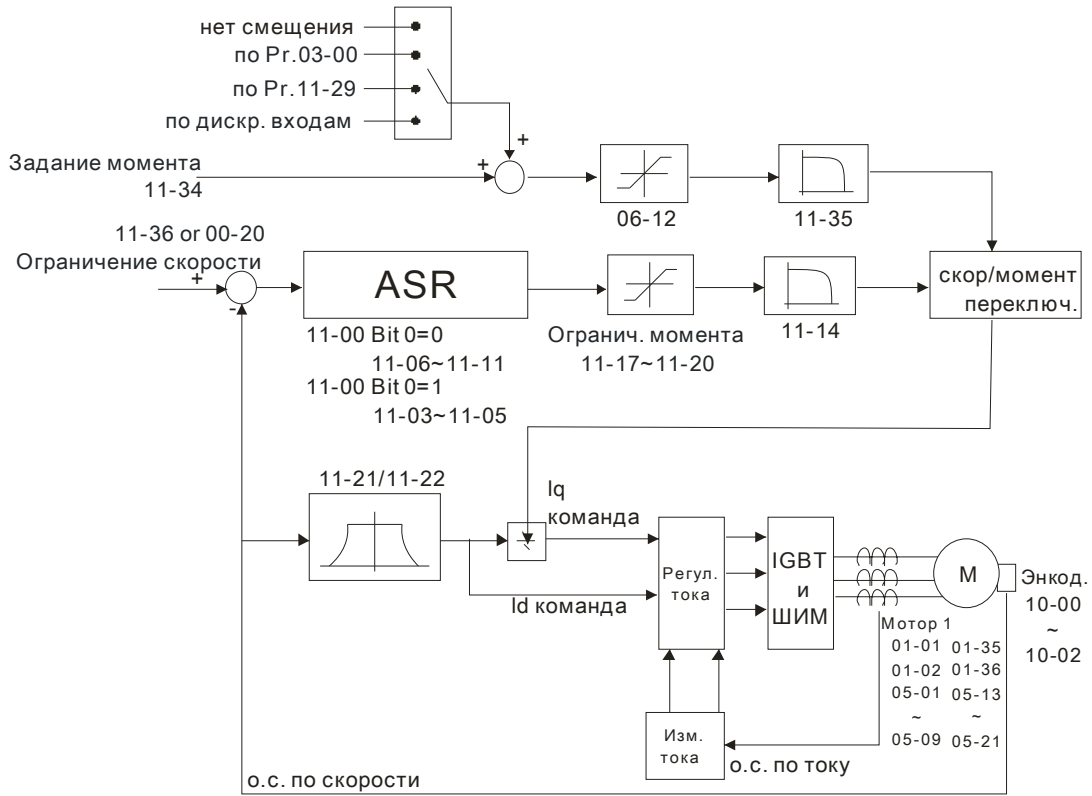 нет смещения
по Pr.03-00
по Pr.11-29
по дискр. входам
+
Задание момента
+
11-34
06-12
11-35
11-36 or 00-20
Ограничение скорости
+
-
ASR
скор/момент
переключ.
11-00 Bit 0=0
11-06~11-11
11-00 Bit 0=1
11-03~11-05
Огранич. момента
11-17~11-20
11-14
11-21/11-22
Iq
команда
Id команда
Регул.
тока
IGBT
и
ШИМ
M
Энкод.
10-00
~
10-02
Мотор 1
01-01 01-35
01-02 01-36
05-01 05-13
~ ~
05-09 05-21
Изм.
тока
о.с. по току
о.с. по скорости